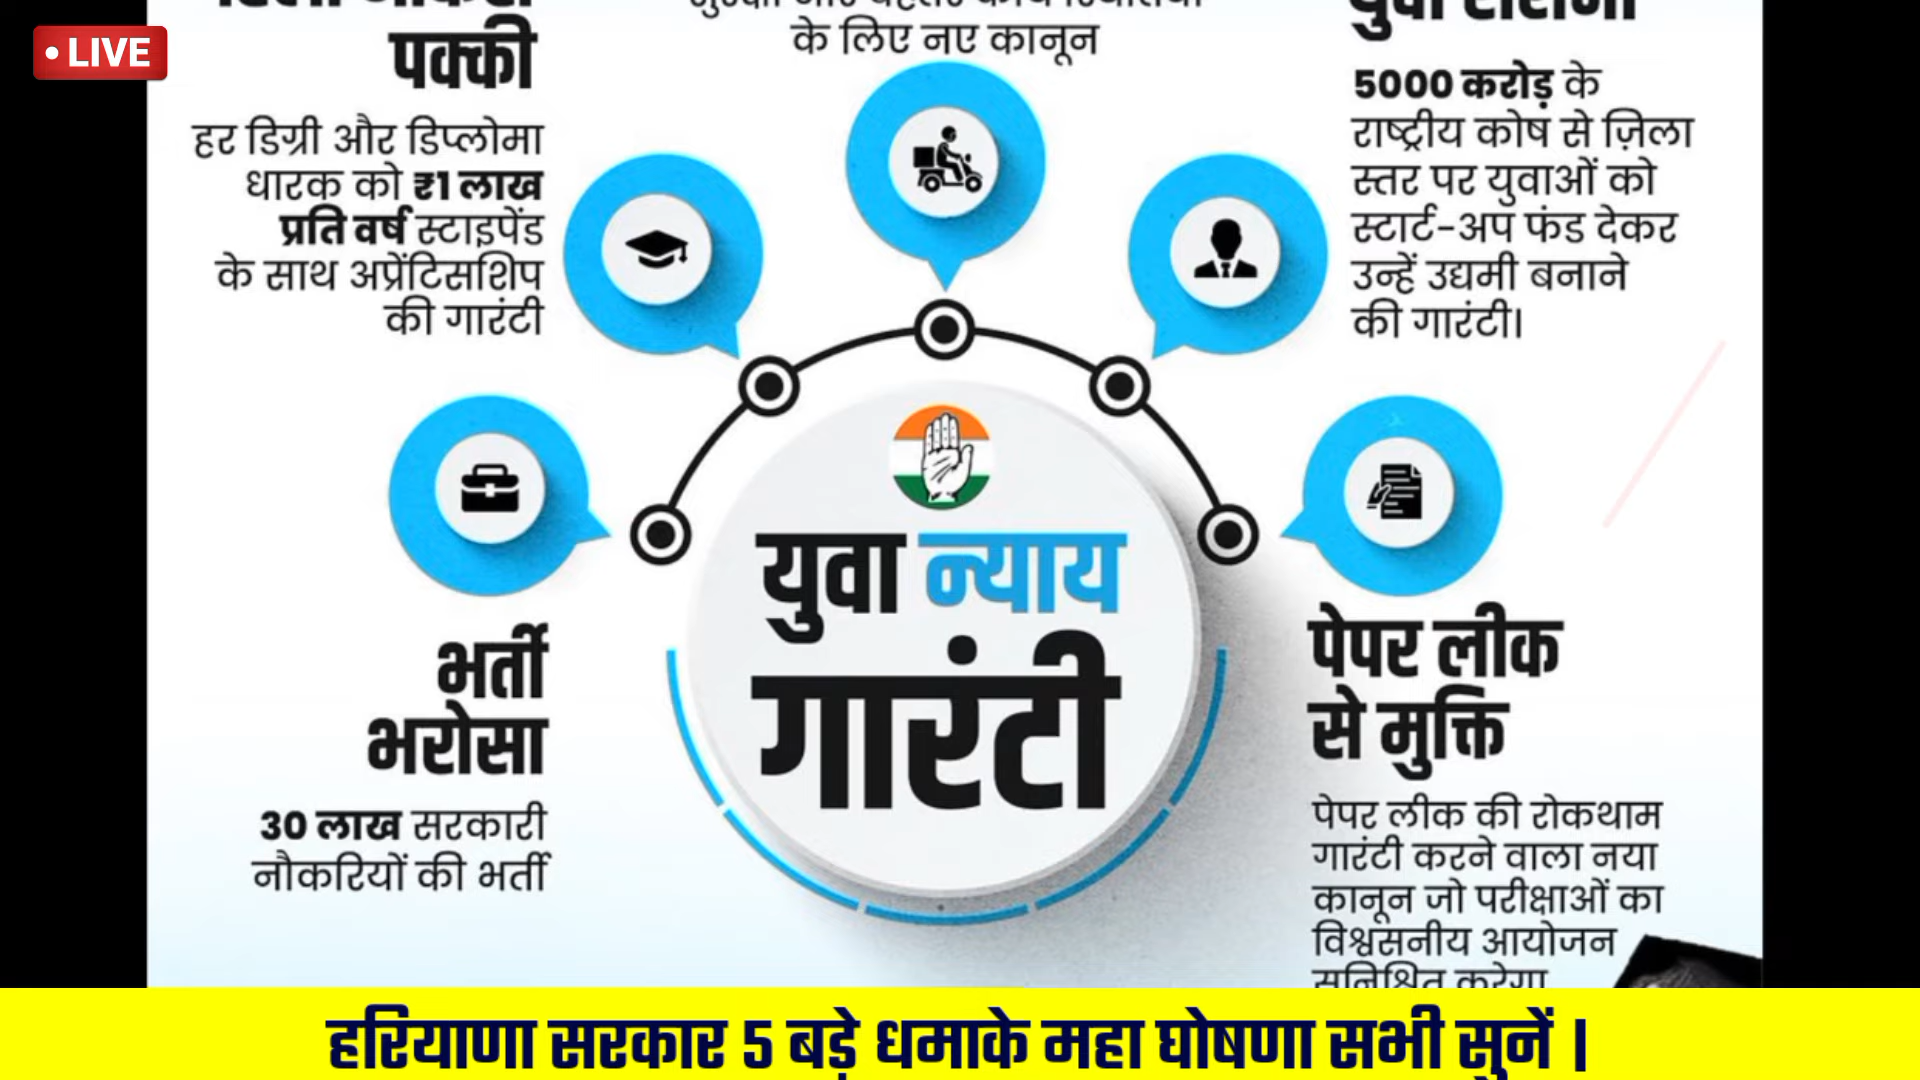 LIVE
पक्की
हर डिग्री और डिप्लोमा
धारक को ₹1 लाख
प्रति वर्ष स्टाइपेंड
के साथ अप्रेंटिसशिप
की गारंटी
के लिए नए कानून
5000 करोड़ के
राष्ट्रीय कोष से ज़िला
स्तर पर युवाओं को
स्टार्ट-अप फंड देकर
उन्हें उद्यमी बनाने
की गारंटी।
युवा न्याय
गारंटी
भर्ती
भरोसा
30 लाख सरकारी
नौकरियों की भर्ती
पेपर लीक
से मुक्ति
पेपर लीक की रोकथाम
गारंटी करने वाला नया
कानून जो परीक्षाओं का
विश्वसनीय आयोजन
सुनिश्चित करेगा
हरियाणा सरकार 5 बड़े धमाके महा घोषणा सभी सुनें |